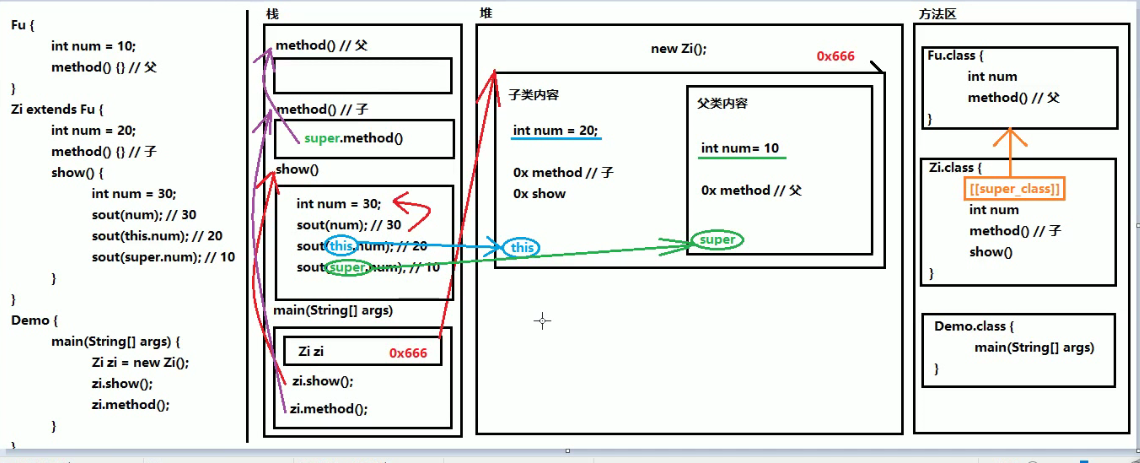 Fu {
int num = 10;
method() {} // 父
}
Zi extends Fu {
int num = 20;
method() {} // 子
show() {
int num = 30;
sout(num); // 30
sout(this.num); // 20
sout(super.num); // 10
}
}
Demo {
main(String[] args) {
Zi zi = new Zi();
zi.show();
zi.method();
}
}
栈
method() // 父
method() // 子
super.method()
show()
int num = 30;
sout(num); // 30
sout(this.num); // 20
sout(super.num); // 10
main(String[] args)
Zi zi 0x666
zi.show();
zi.method();
堆
new Zi();
0x666
子类内容
int num = 20;
0x method // 子
0x show
this
父类内容
int num= 10
0x method // 父
super
方法区
Fu.class {
int num
method() // 父
}
Zi.class {
[[super_class]]
int num
method() // 子
show()
}
Demo.class {
main(String[] args)
}